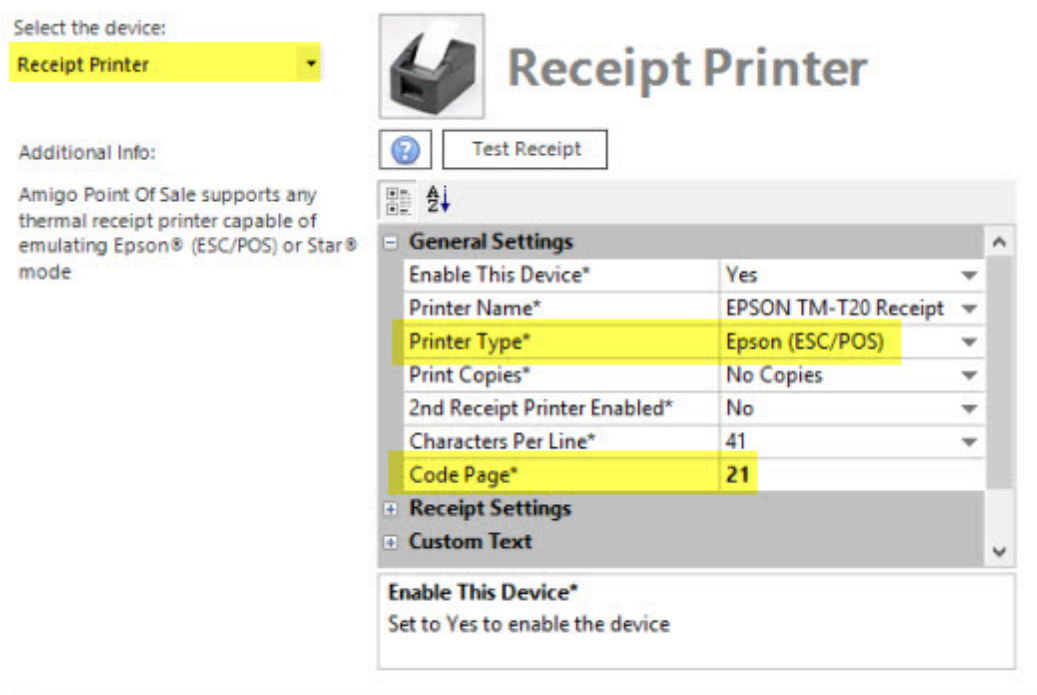 Select the device:
Receipt Printer
Additional Info:
Amigo Point Of Sale supports any
thermal receipt printer capable of
emulating Epson® (ESC/POS) or Star®
mode
Receipt Printer
Test Receipt
General Settings
Enable This Device* Yes
Printer Name* EPSON TM-T20 Receipt
Printer Type* Epson (ESC/POS)
Print Copies* No Copies
2nd Receipt Printer Enabled* No
Characters Per Line* 41
Code Page* 21
Receipt Settings
Custom Text
Enable This Device*
Set to Yes to enable the device